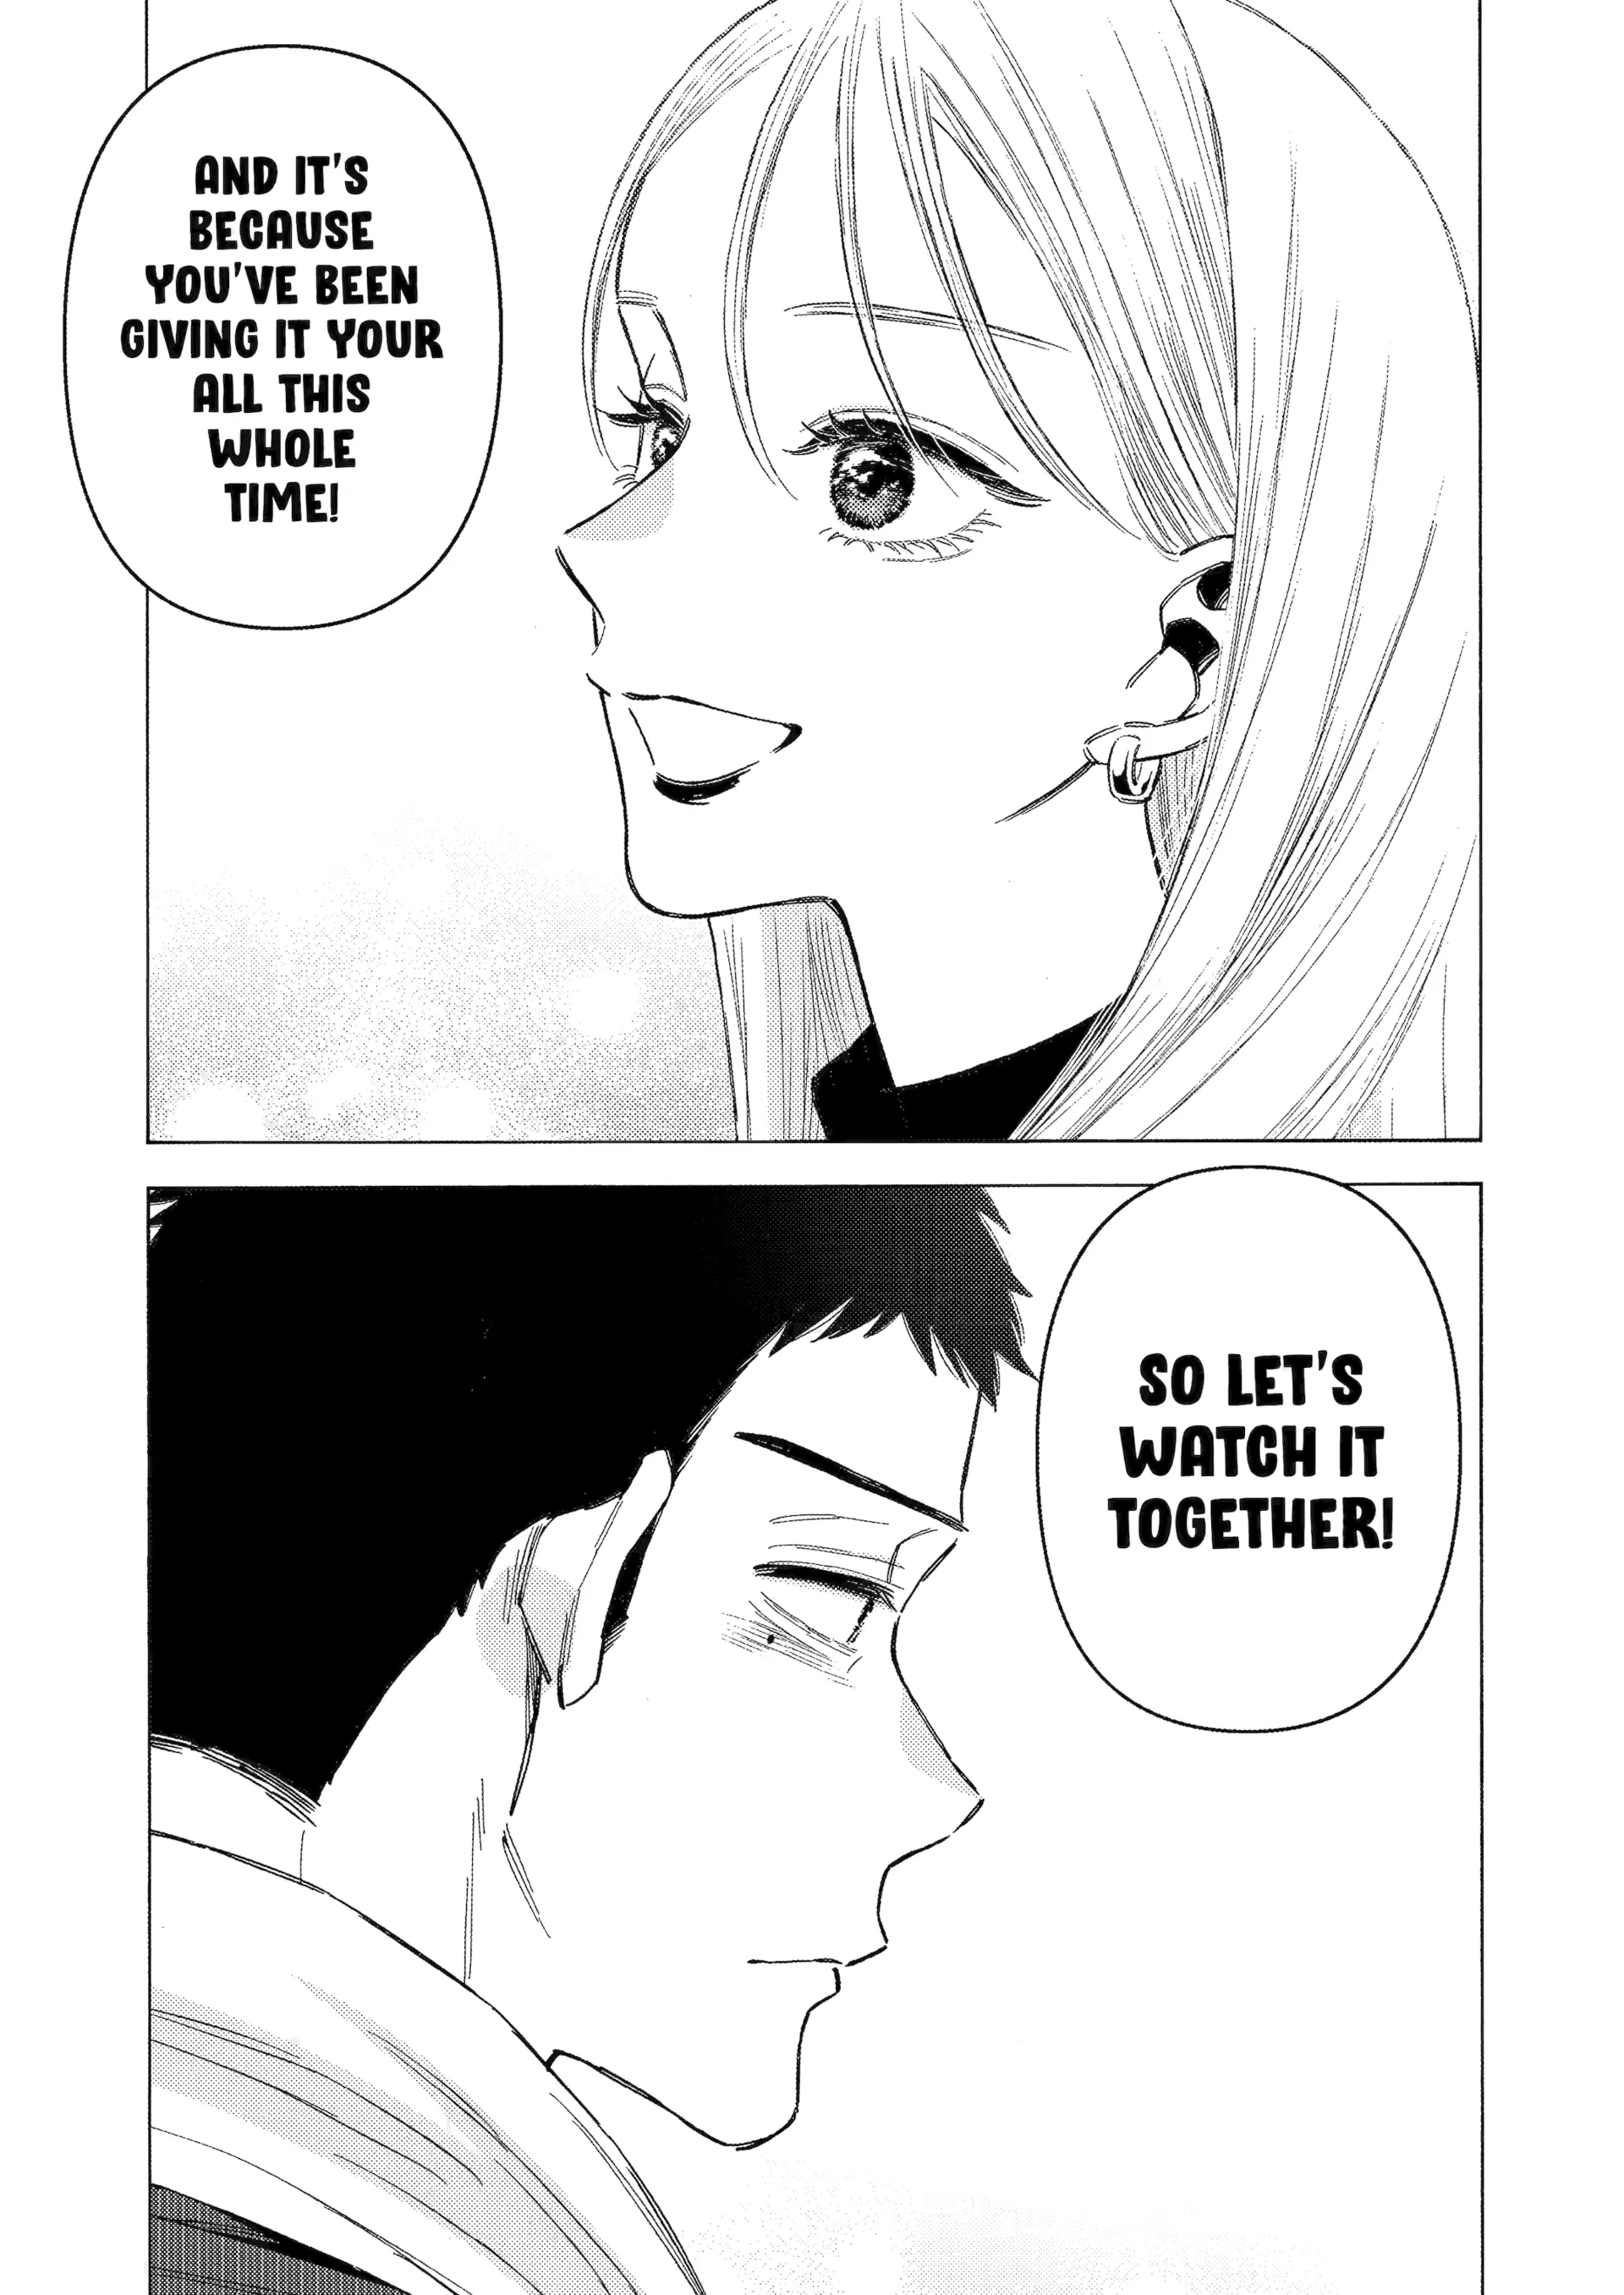 AND IT'S
BECAUSE
YOU'VE BEEN
GIVING IT YOUR
ALL THIS
WHOLE
TIME!
SO LET'S
WATCH IT
TOGETHER!